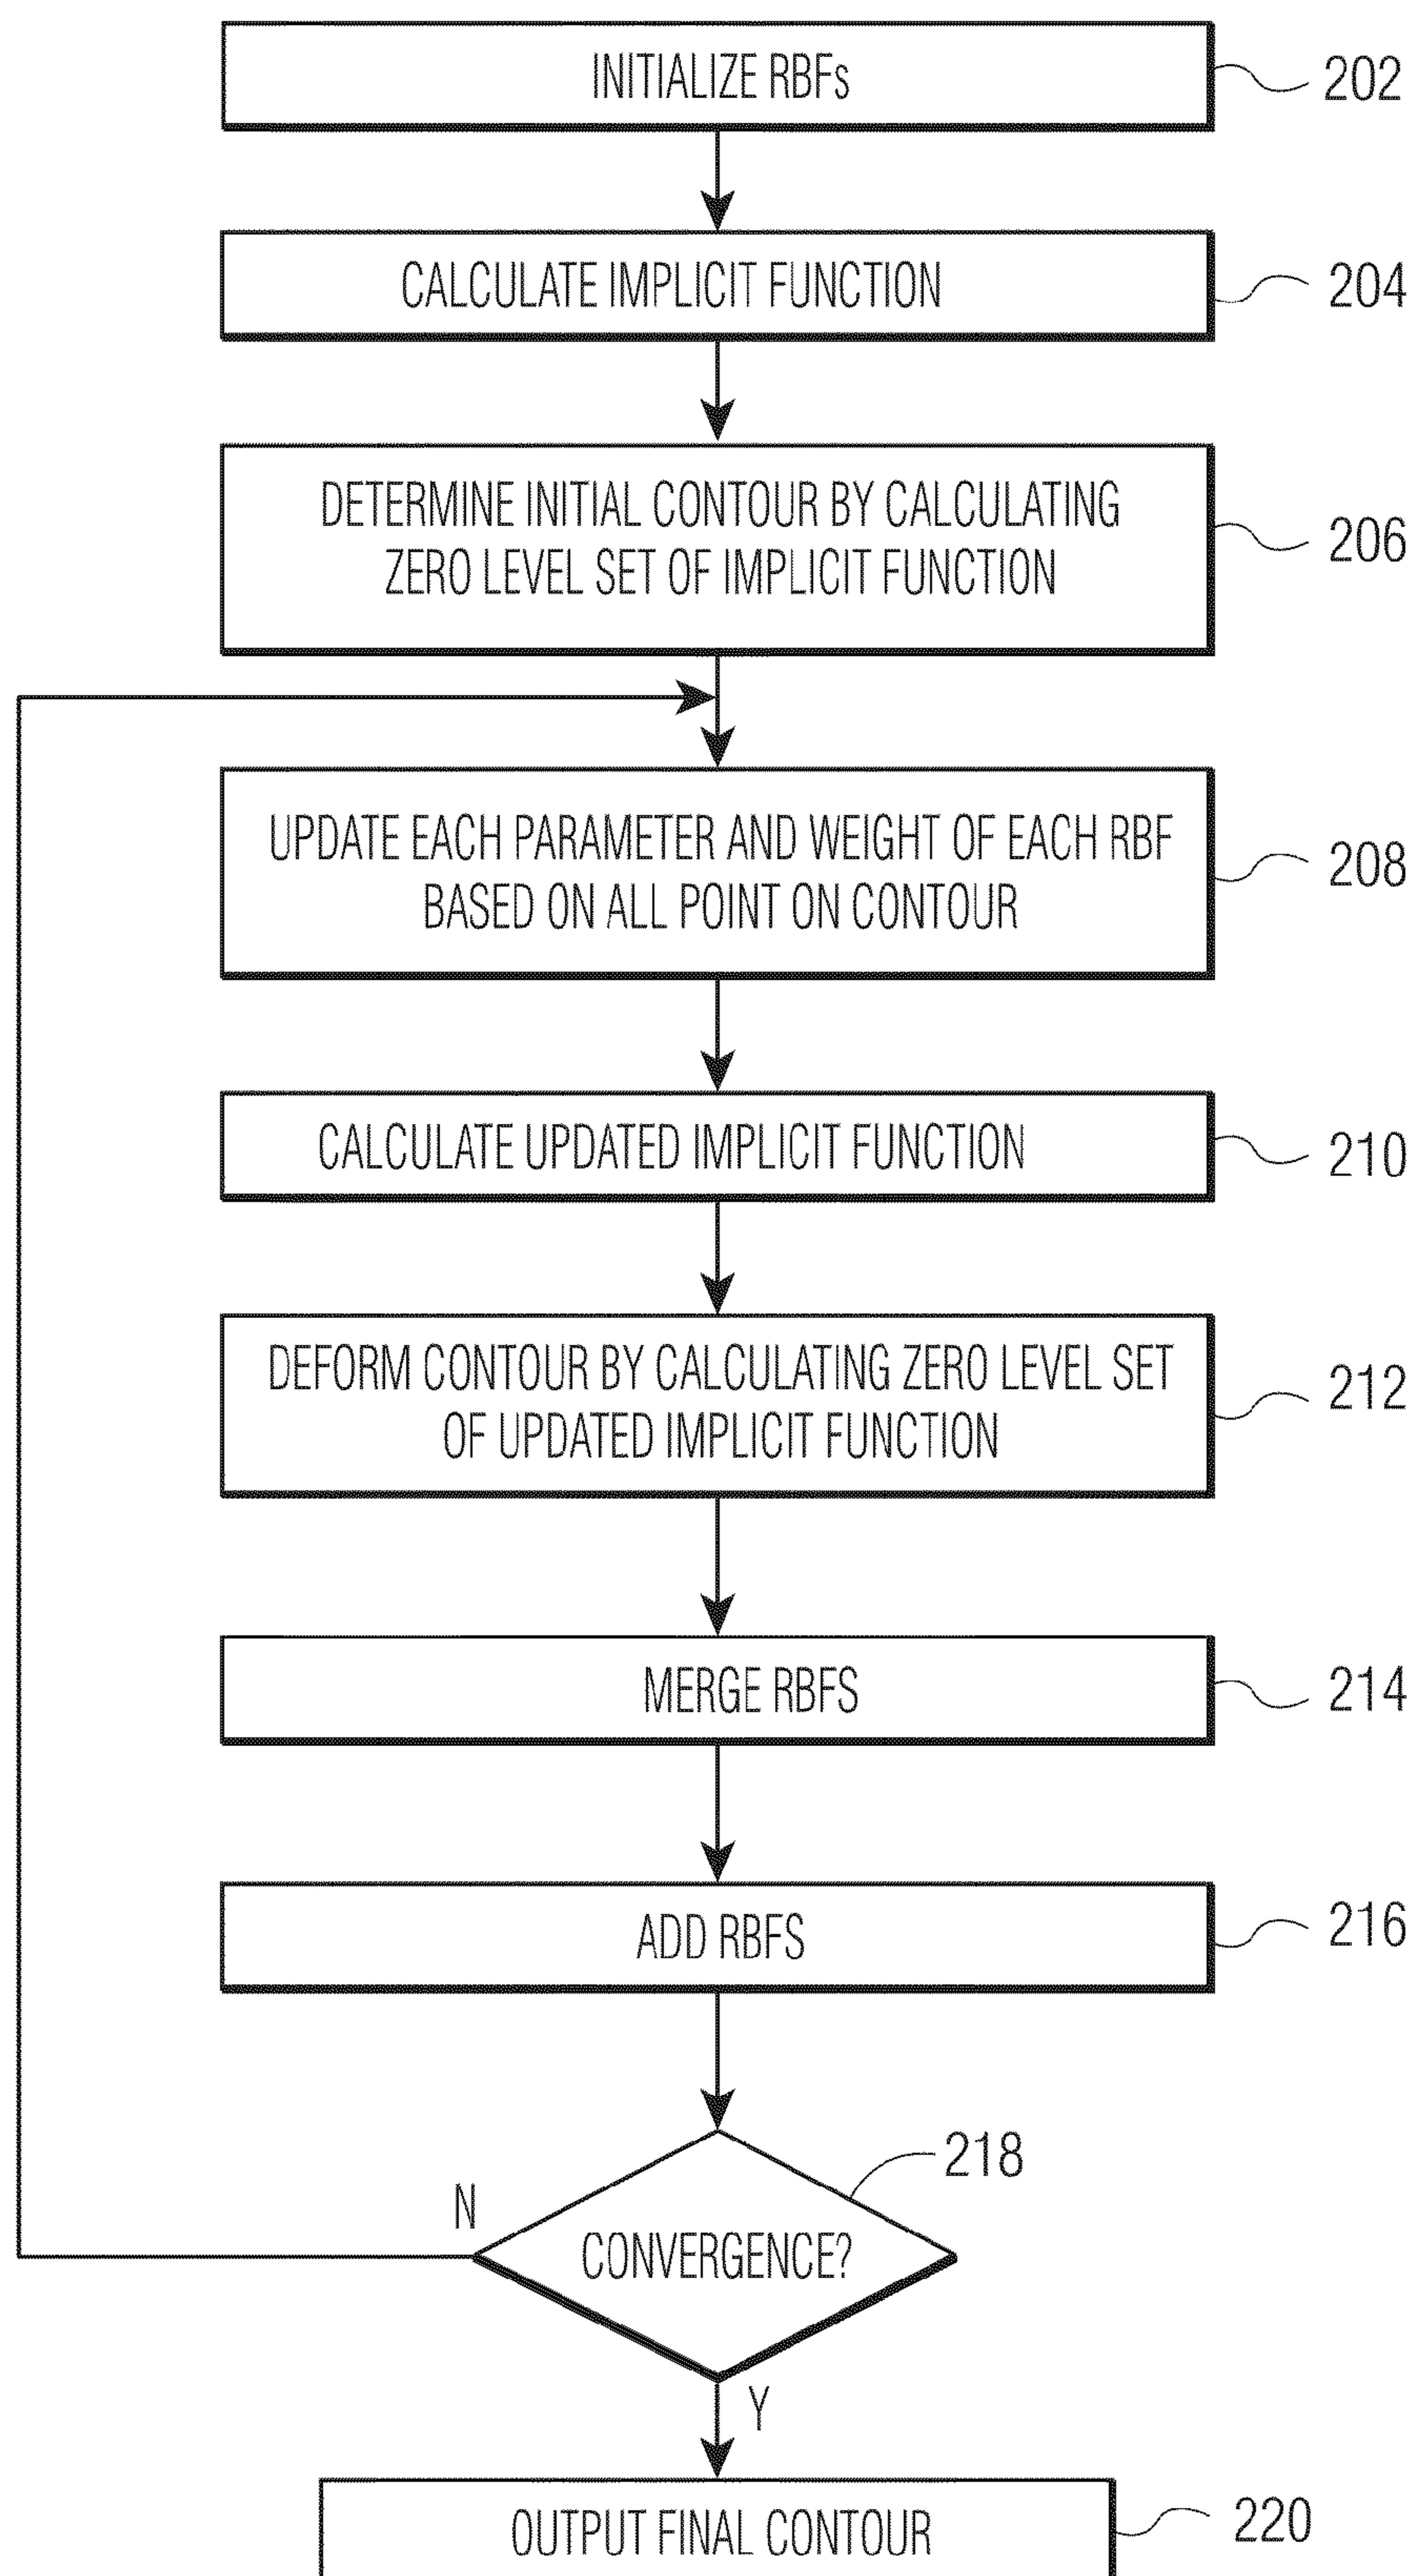 INITIALIZE RBFs
202
CALCULATE IMPLICIT FUNCTION
204
DETERMINE INITIAL CONTOUR BY CALCULATING
ZERO LEVEL SET OF IMPLICIT FUNCTION
206
UPDATE EACH PARAMETER AND WEIGHT OF EACH RBF
BASED ON ALL POINT ON CONTOUR
208
CALCULATE UPDATED IMPLICIT FUNCTION
210
DEFORM CONTOUR BY CALCULATING ZERO LEVEL SET
OF UPDATED IMPLICIT FUNCTION
212
MERGE RBFS
214
ADD RBFS
216
218
N
CONVERGENCE?
Y
OUTPUT FINAL CONTOUR
220